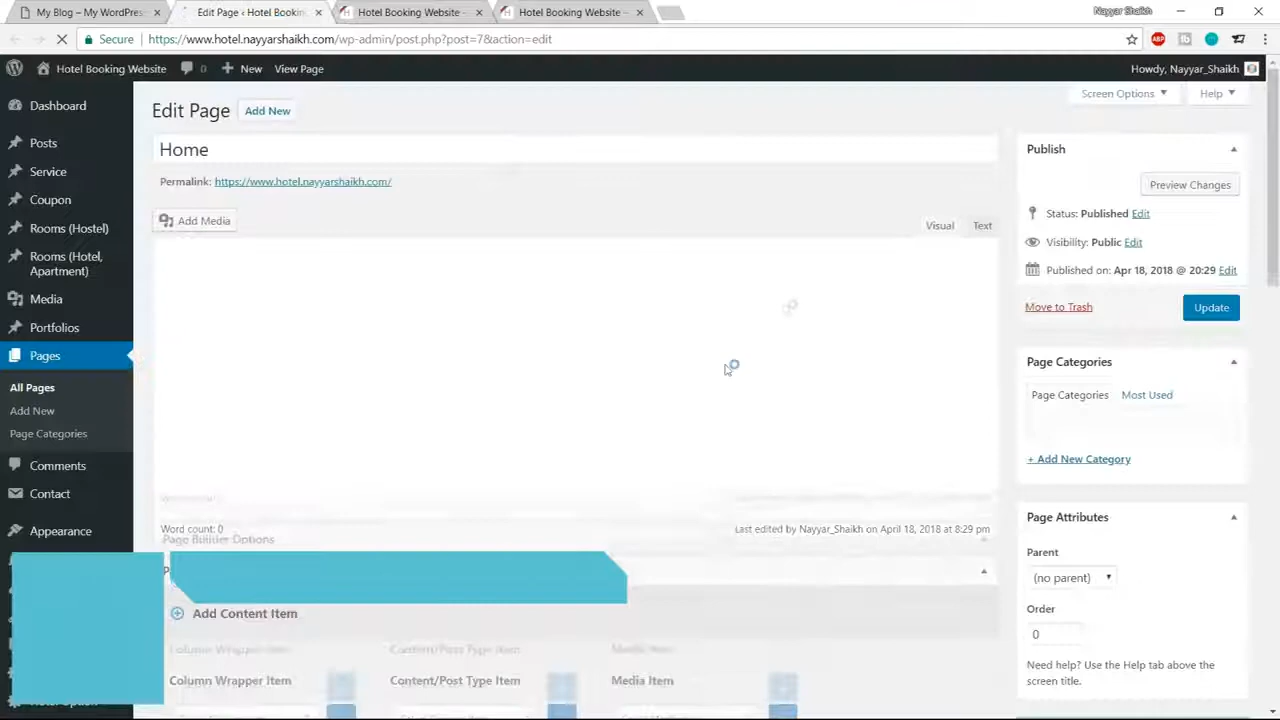 My Blog – My WordPres
Edit Page ‹ Hotel Bookin
Hotel Booking Website –
Hotel Booking Website –
Nayyar Shaikh
Secure
https://www.hotel.nayyarshaikh.com/wp-admin/post.php?post=7&action=edit
ABP
Hotel Booking Website
0
New
View Page
Howdy, Nayyar_Shaikh
Dashboard
Posts
Service
Coupon
Rooms (Hostel)
Rooms (Hotel,
Apartment)
Media
Portfolios
Pages
All Pages
Add New
Page Categories
Comments
Contact
Appearance
Edit Page
Add New
Screen Options
Help
Home
Permalink: https://www.hotel.nayyarshaikh.com/
Add Media
Visual
Text
Word count: 0
Last edited by Nayyar_Shaikh on April 18, 2018 at 8:29 pm
Page Builder Options
Add Content Item
Column Wrapper Item
Content/Post Type Item
Media Item
Column Wrapper Item
Content/Post Type Item
Media Item
Publish
Preview Changes
Status: Published Edit
Visibility: Public Edit
Published on: Apr 18, 2018 @ 20:29 Edit
Move to Trash
Update
Page Categories
Page Categories
Most Used
+ Add New Category
Page Attributes
Parent
(no parent)
Order
0
Need help? Use the Help tab above the
screen title.